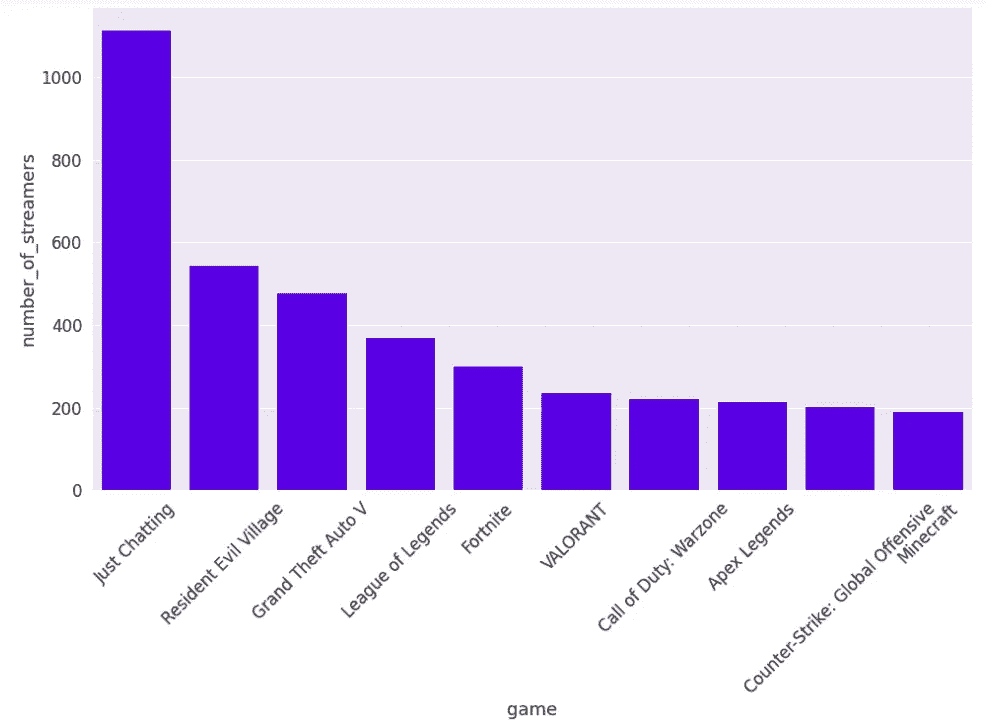 1000
800
600
400
200
0
number_of_streamers
Just Chatting
Resident Evil Village
Grand Theft Auto V
League of Legends
Fortnite
VALORANT
Call of Duty: Warzone
Apex Legends
Counter-Strike: Global Offensive
Minecraft
game